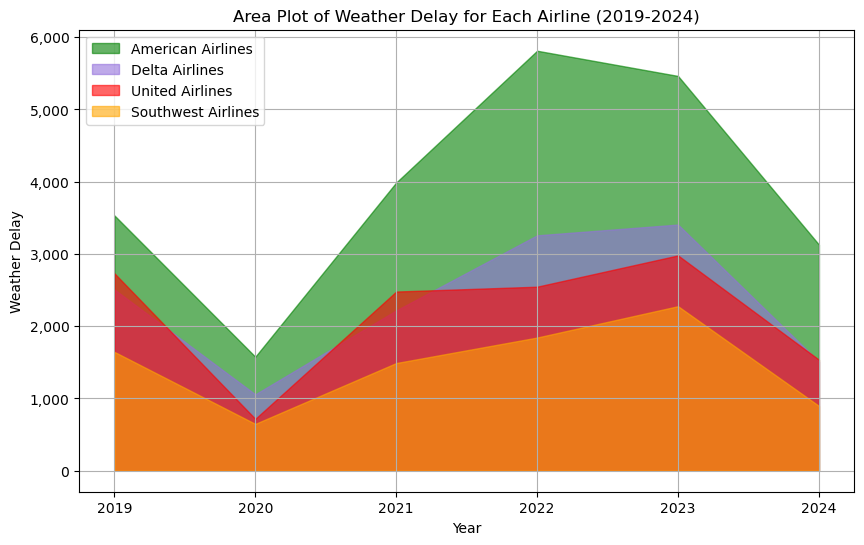 Area Plot of Weather Delay for Each Airline (2019-2024)
American Airlines
Delta Airlines
United Airlines
Southwest Airlines
Weather Delay
6,000
5,000
4,000
3,000
2,000
1,000
0
2019 2020 2021 2022 2023 2024
Year